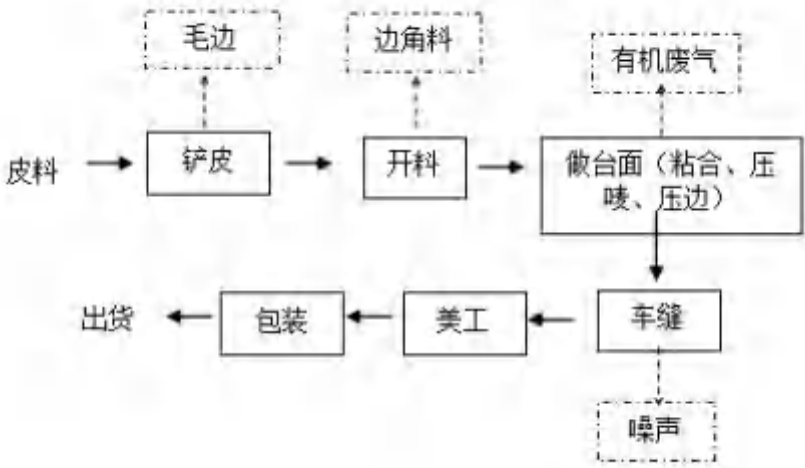 毛边
边角料
有机废气
皮料
铲皮
开料
做台面（粘合、压
唛、压边）
出货
包装
美工
车缝
噪声